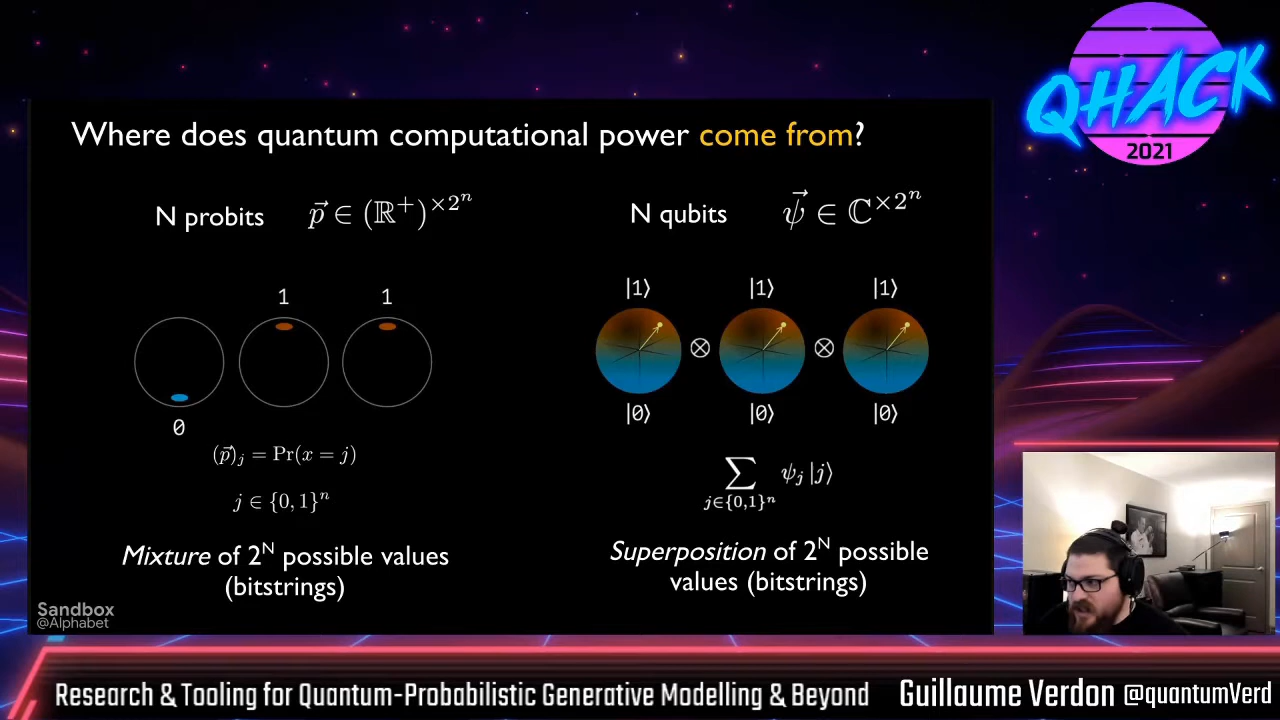 QHACK
2021
Where does quantum computational power come from?
N probits
p⃗ ∈ (ℝ⁺)^{×2ⁿ}
N qubits
ψ⃗ ∈ ℂ^{×2ⁿ}
1 1
0
|1⟩ |1⟩ |1⟩
⊗ ⊗
|0⟩ |0⟩ |0⟩
(p⃗)ⱼ = Pr(x = j)
j ∈ {0, 1}ⁿ
∑ ψⱼ |j⟩
j∈{0,1}ⁿ
Mixture of 2ᴺ possible values
(bitstrings)
Superposition of 2ᴺ possible
values (bitstrings)
Sandbox
@Alphabet
Research & Tooling for Quantum-Probabilistic Generative Modelling & Beyond
Guillaume Verdon @quantumVerd